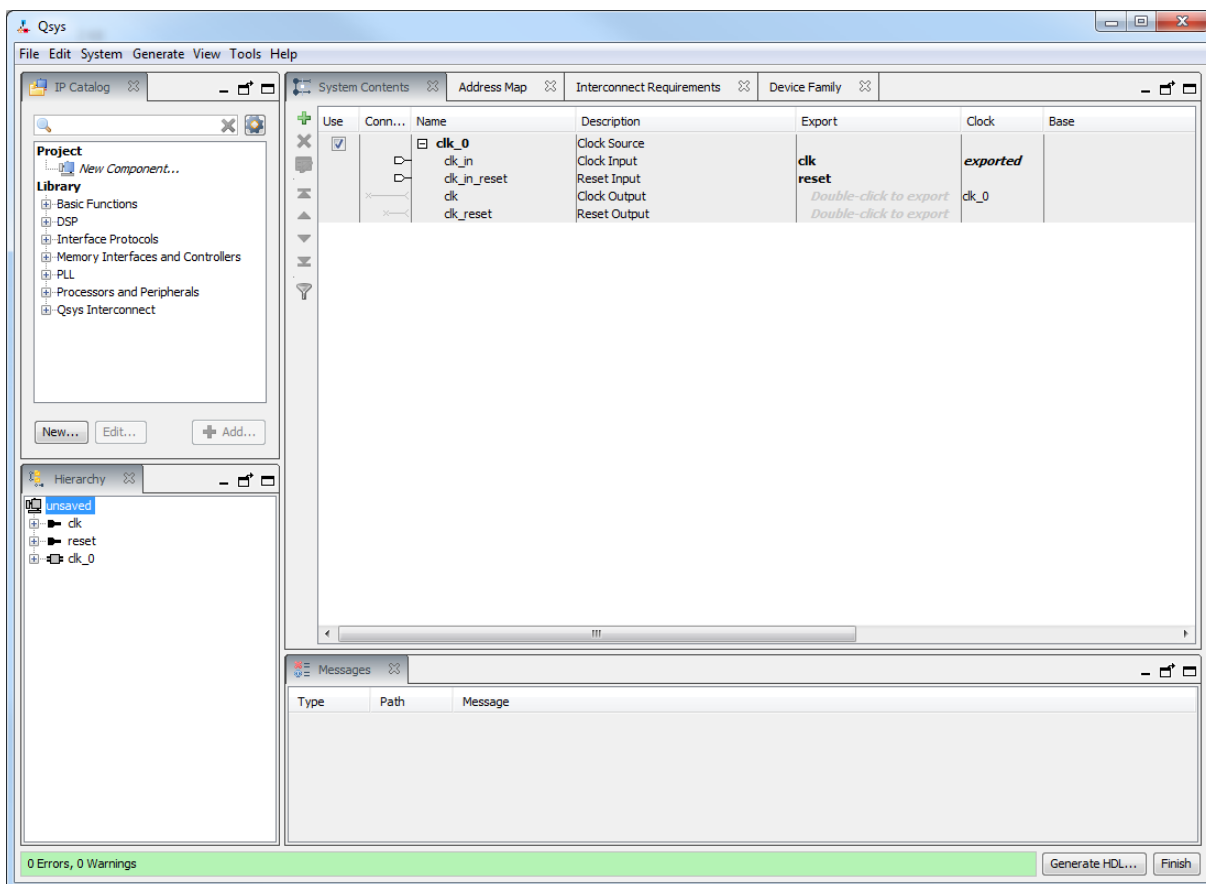 Qsys
File Edit System Generate View Tools Help
IP Catalog
System Contents Address Map Interconnect Requirements Device Family
Use Conn... Name Description Export Clock Base
clk_0 Clock Source
clk_in Clock Input clk exported
clk_in_reset Reset Input reset
clk Clock Output Double-click to export clk_0
clk_reset Reset Output Double-click to export
Project
New Component...
Library
Basic Functions
DSP
Interface Protocols
Memory Interfaces and Controllers
PLL
Processors and Peripherals
Qsys Interconnect
New... Edit... Add...
Hierarchy
unsaved
clk
reset
clk_0
Messages
Type Path Message
0 Errors, 0 Warnings
Generate HDL... Finish